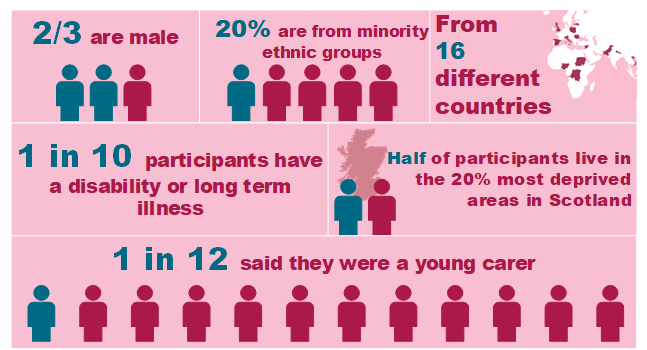 2/3 are male
20% are from minority
ethnic groups
From
16
different
countries
1 in 10 participants have
a disability or long term
illness
Half of participants live in
the 20% most deprived
areas in Scotland
1 in 12 said they were a young carer